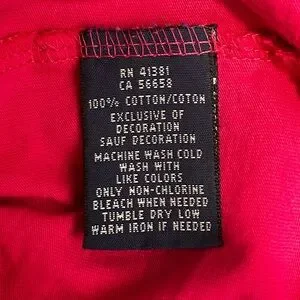 RN 41381
CA 56658
100% COTTON/COTON
EXCLUSIVE OF
DECORATION
SAUF DECORATION
MACHINE WASH COLD
WASH WITH
LIKE COLORS
ONLY NON-CHLORINE
BLEACH WHEN NEEDED
TUMBLE DRY LOW
WARM IRON IF NEEDED